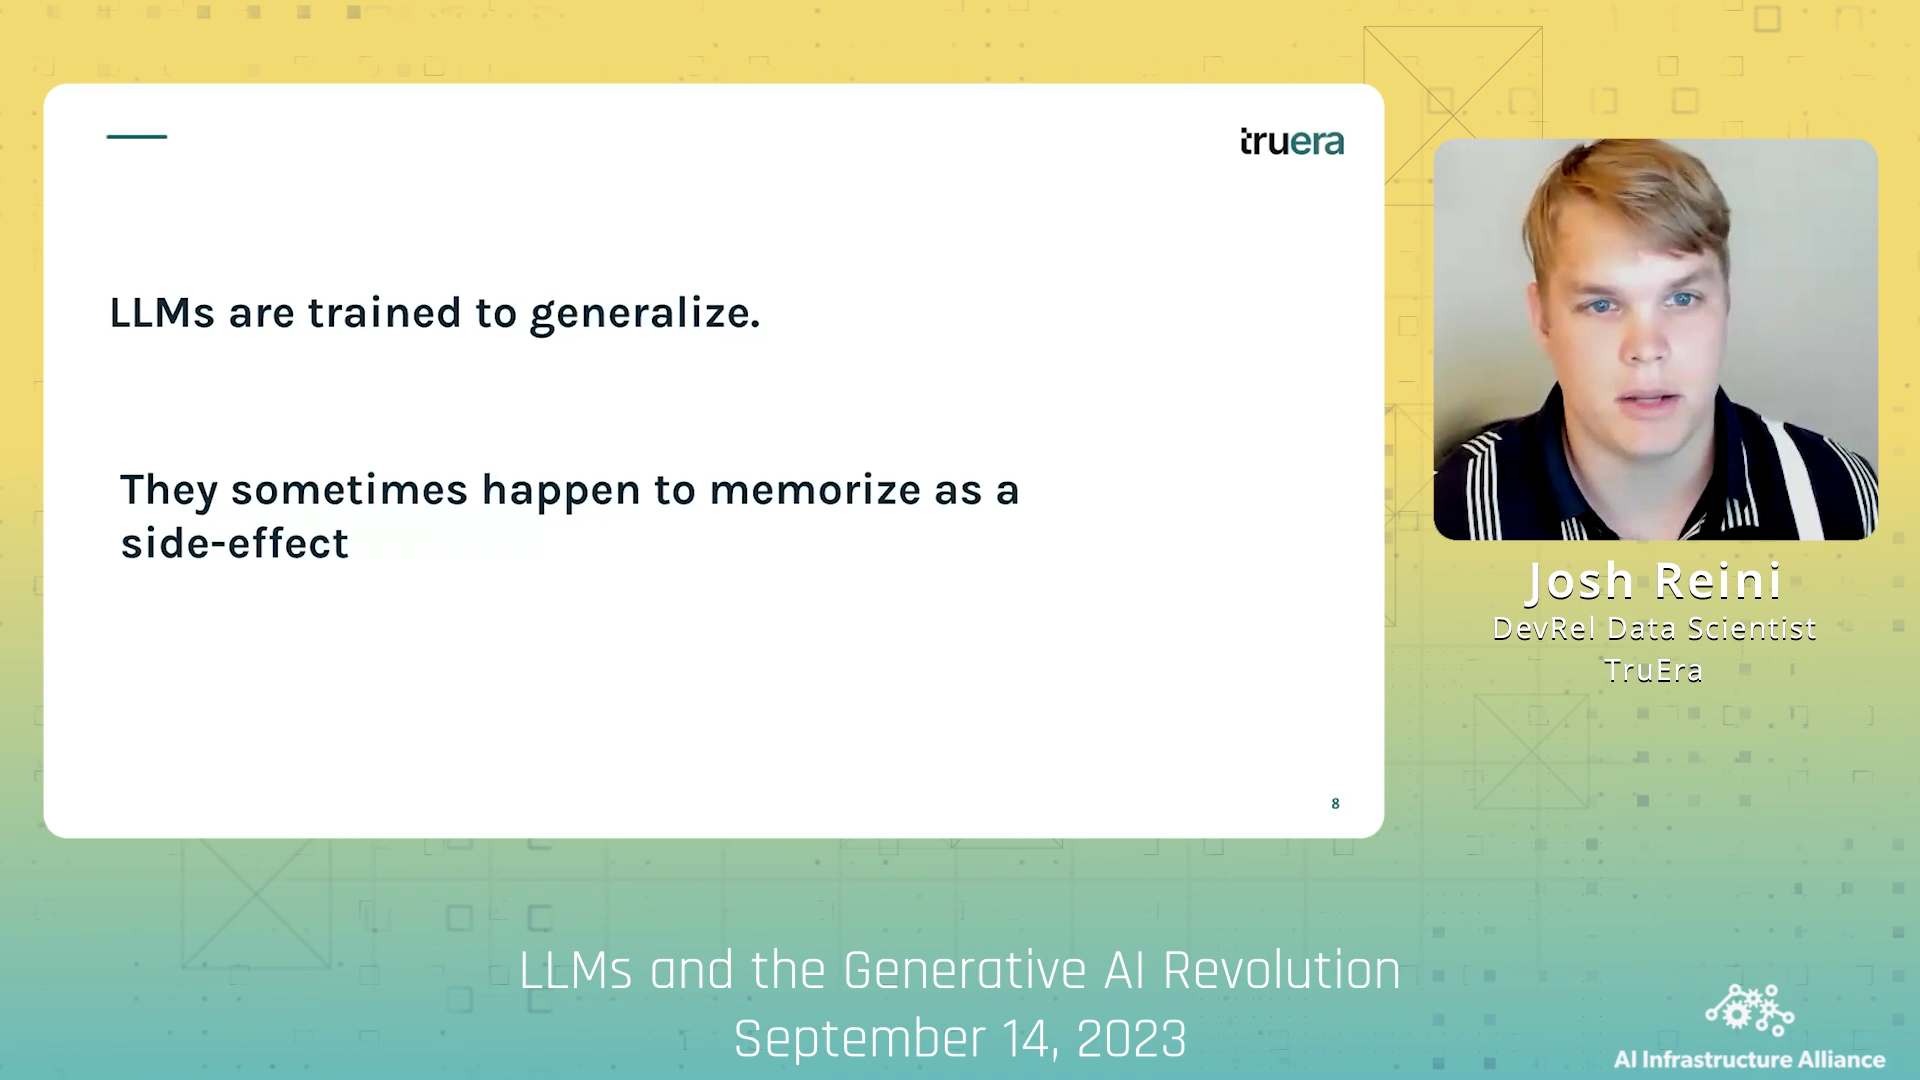 truera
LLMs are trained to generalize.
They sometimes happen to memorize as a
side-effect
8
Josh Reini
DevRel Data Scientist
TruEra
LLMs and the Generative AI Revolution
September 14, 2023
AI Infrastructure Alliance